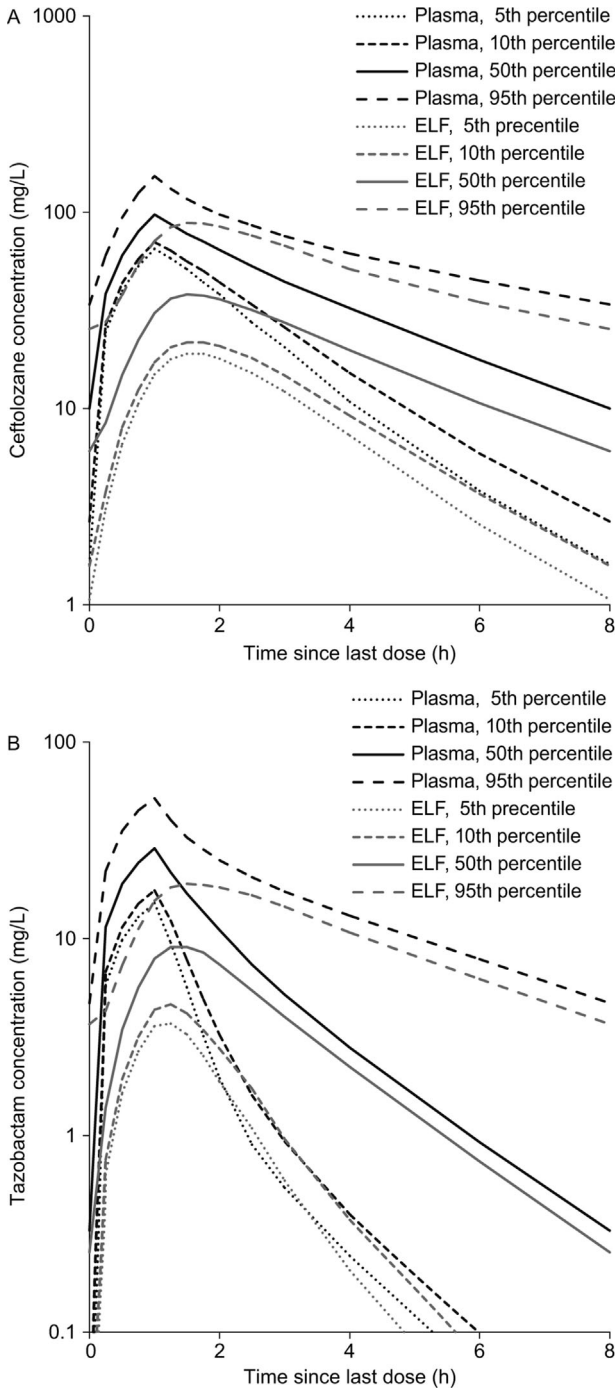 A
1000
100
10
1
Ceftolozane concentration (mg/L)
Plasma, 5th percentile
Plasma, 10th percentile
Plasma, 50th percentile
Plasma, 95th percentile
ELF, 5th precentile
ELF, 10th percentile
ELF, 50th percentile
ELF, 95th percentile
0 2 4 6 8
Time since last dose (h)
B
100
10
1
0.1
Tazobactam concentration (mg/L)
Plasma, 5th percentile
Plasma, 10th percentile
Plasma, 50th percentile
Plasma, 95th percentile
ELF, 5th precentile
ELF, 10th percentile
ELF, 50th percentile
ELF, 95th percentile
0 2 4 6 8
Time since last dose (h)